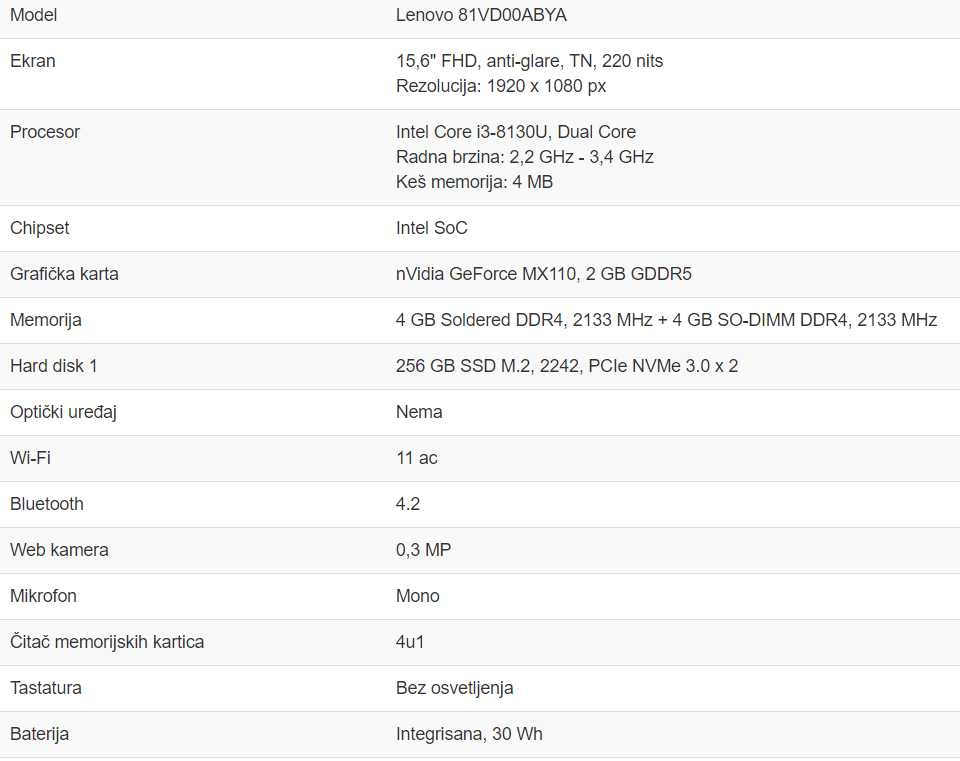 Model Lenovo 81VD00ABYA
Ekran 15,6" FHD, anti-glare, TN, 220 nits
Rezolucija: 1920 x 1080 px
Procesor Intel Core i3-8130U, Dual Core
Radna brzina: 2,2 GHz - 3,4 GHz
Keš memorija: 4 MB
Chipset Intel SoC
Grafička karta nVidia GeForce MX110, 2 GB GDDR5
Memorija 4 GB Soldered DDR4, 2133 MHz + 4 GB SO-DIMM DDR4, 2133 MHz
Hard disk 1 256 GB SSD M.2, 2242, PCIe NVMe 3.0 x 2
Optički uređaj Nema
Wi-Fi 11 ac
Bluetooth 4.2
Web kamera 0,3 MP
Mikrofon Mono
Čitač memorijskih kartica 4u1
Tastatura Bez osvetljenja
Baterija Integrisana, 30 Wh